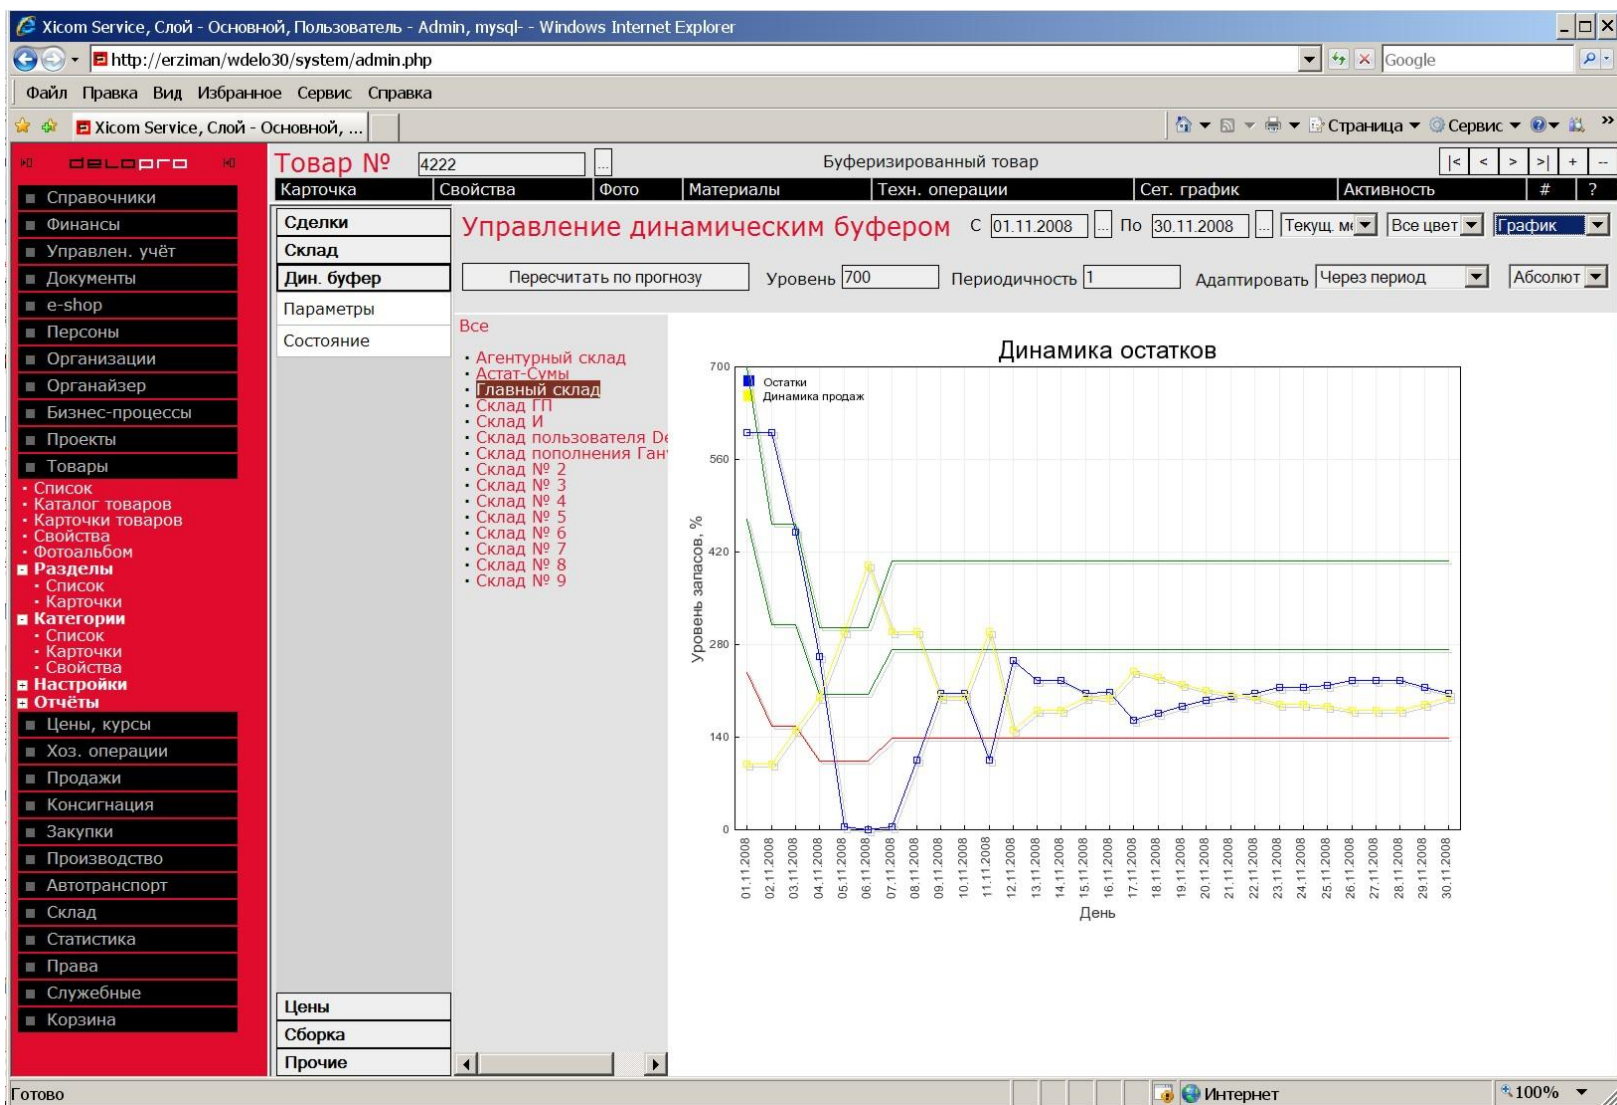 Xicom Service, Слой - Основной, Пользователь - Admin, mysql- - Windows Internet Explorer
http://erziman/wdelo30/system/admin.php
Google
Файл Правка Вид Избранное Сервис Справка
Xicom Service, Слой - Основной, ...
Страница Сервис »
delopro
Товар № 4222 ... Буферизированный товар |< < > >| + --
Карточка Свойства Фото Материалы Техн. операции Сет. график Активность # ?
Справочники
Финансы
Управлен. учёт
Документы
e-shop
Персоны
Организации
Органайзер
Бизнес-процессы
Проекты
Товары
Список
Каталог товаров
Карточки товаров
Свойства
Фотоальбом
Разделы
Список
Карточки
Категории
Список
Карточки
Свойства
Настройки
Отчёты
Цены, курсы
Хоз. операции
Продажи
Консигнация
Закупки
Производство
Автотранспорт
Склад
Статистика
Права
Служебные
Корзина
Сделки
Склад
Дин. буфер
Параметры
Состояние
Цены
Сборка
Прочие
Управление динамическим буфером С 01.11.2008 ... По 30.11.2008 ... Текущ. ме Все цвет График
Пересчитать по прогнозу Уровень 700 Периодичность 1 Адаптировать Через период Абсолют
Все
Агентурный склад
Астат-Сумы
Главный склад
Склад ГП
Склад И
Склад пользователя De
Склад пополнения Ган
Склад № 2
Склад № 3
Склад № 4
Склад № 5
Склад № 6
Склад № 7
Склад № 8
Склад № 9
Динамика остатков
Остатки
Динамика продаж
Уровень запасов, %
700
560
420
280
140
0
01.11.2008
02.11.2008
03.11.2008
04.11.2008
05.11.2008
06.11.2008
07.11.2008
08.11.2008
09.11.2008
10.11.2008
11.11.2008
12.11.2008
13.11.2008
14.11.2008
15.11.2008
16.11.2008
17.11.2008
18.11.2008
19.11.2008
20.11.2008
21.11.2008
22.11.2008
23.11.2008
24.11.2008
25.11.2008
26.11.2008
27.11.2008
28.11.2008
29.11.2008
30.11.2008
День
Готово
Интернет
100%